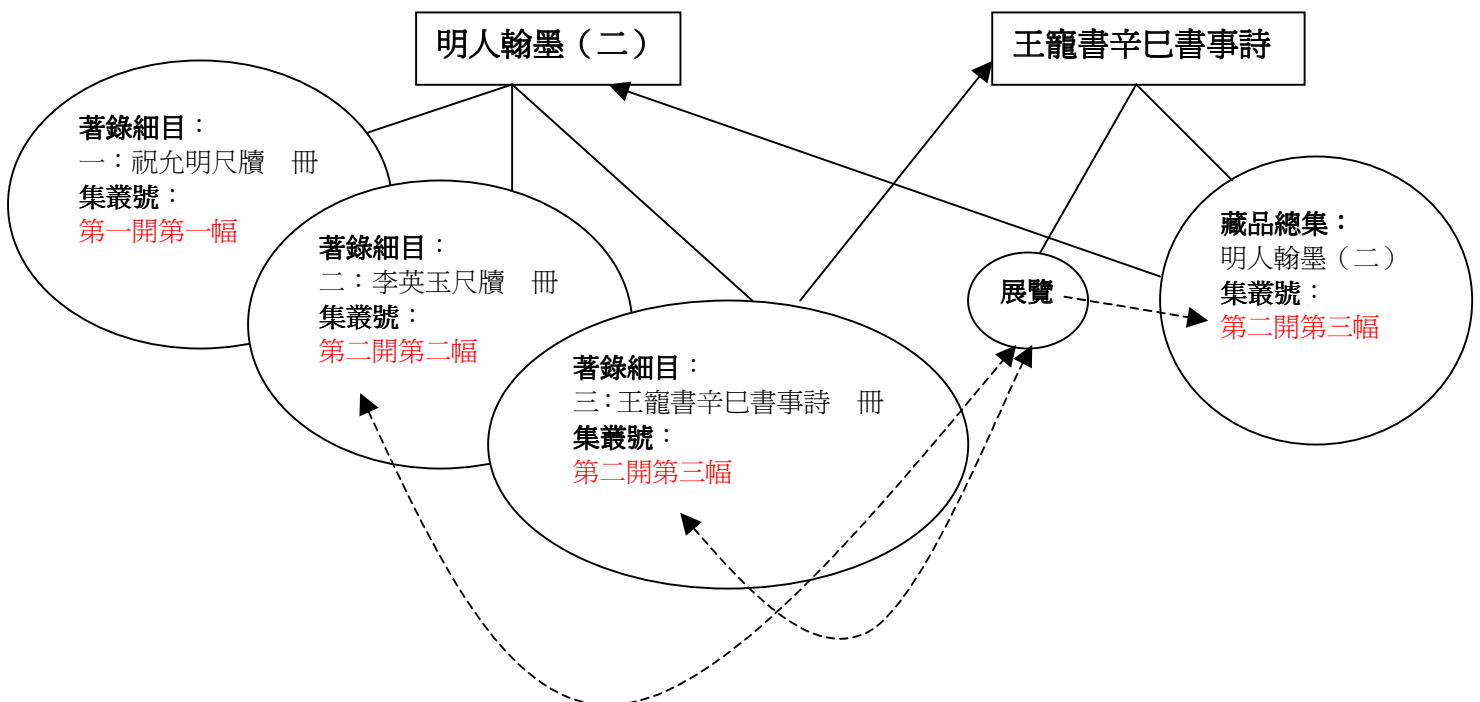 明人翰墨（二）
王寵書辛巳書事詩
著錄細目：
一：祝允明尺牘　冊
集叢號：
第一開第一幅
著錄細目：
二：李英玉尺牘　冊
集叢號：
第二開第二幅
著錄細目：
三：王寵書辛巳書事詩　冊
集叢號：
第二開第三幅
展覽
藏品總集：
明人翰墨（二）
集叢號：
第二開第三幅